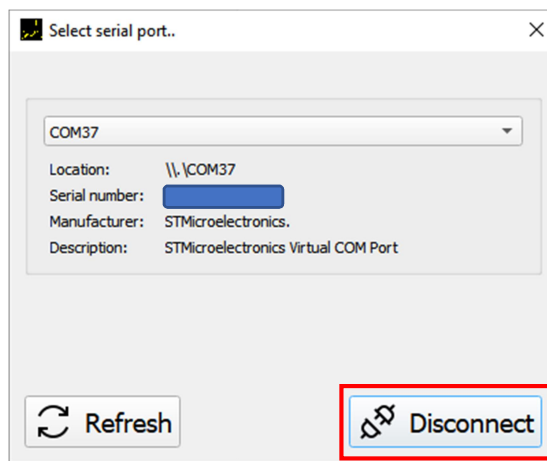 Select serial port..
COM37
Location: \\.\COM37
Serial number:
Manufacturer: STMicroelectronics.
Description: STMicroelectronics Virtual COM Port
Refresh
Disconnect